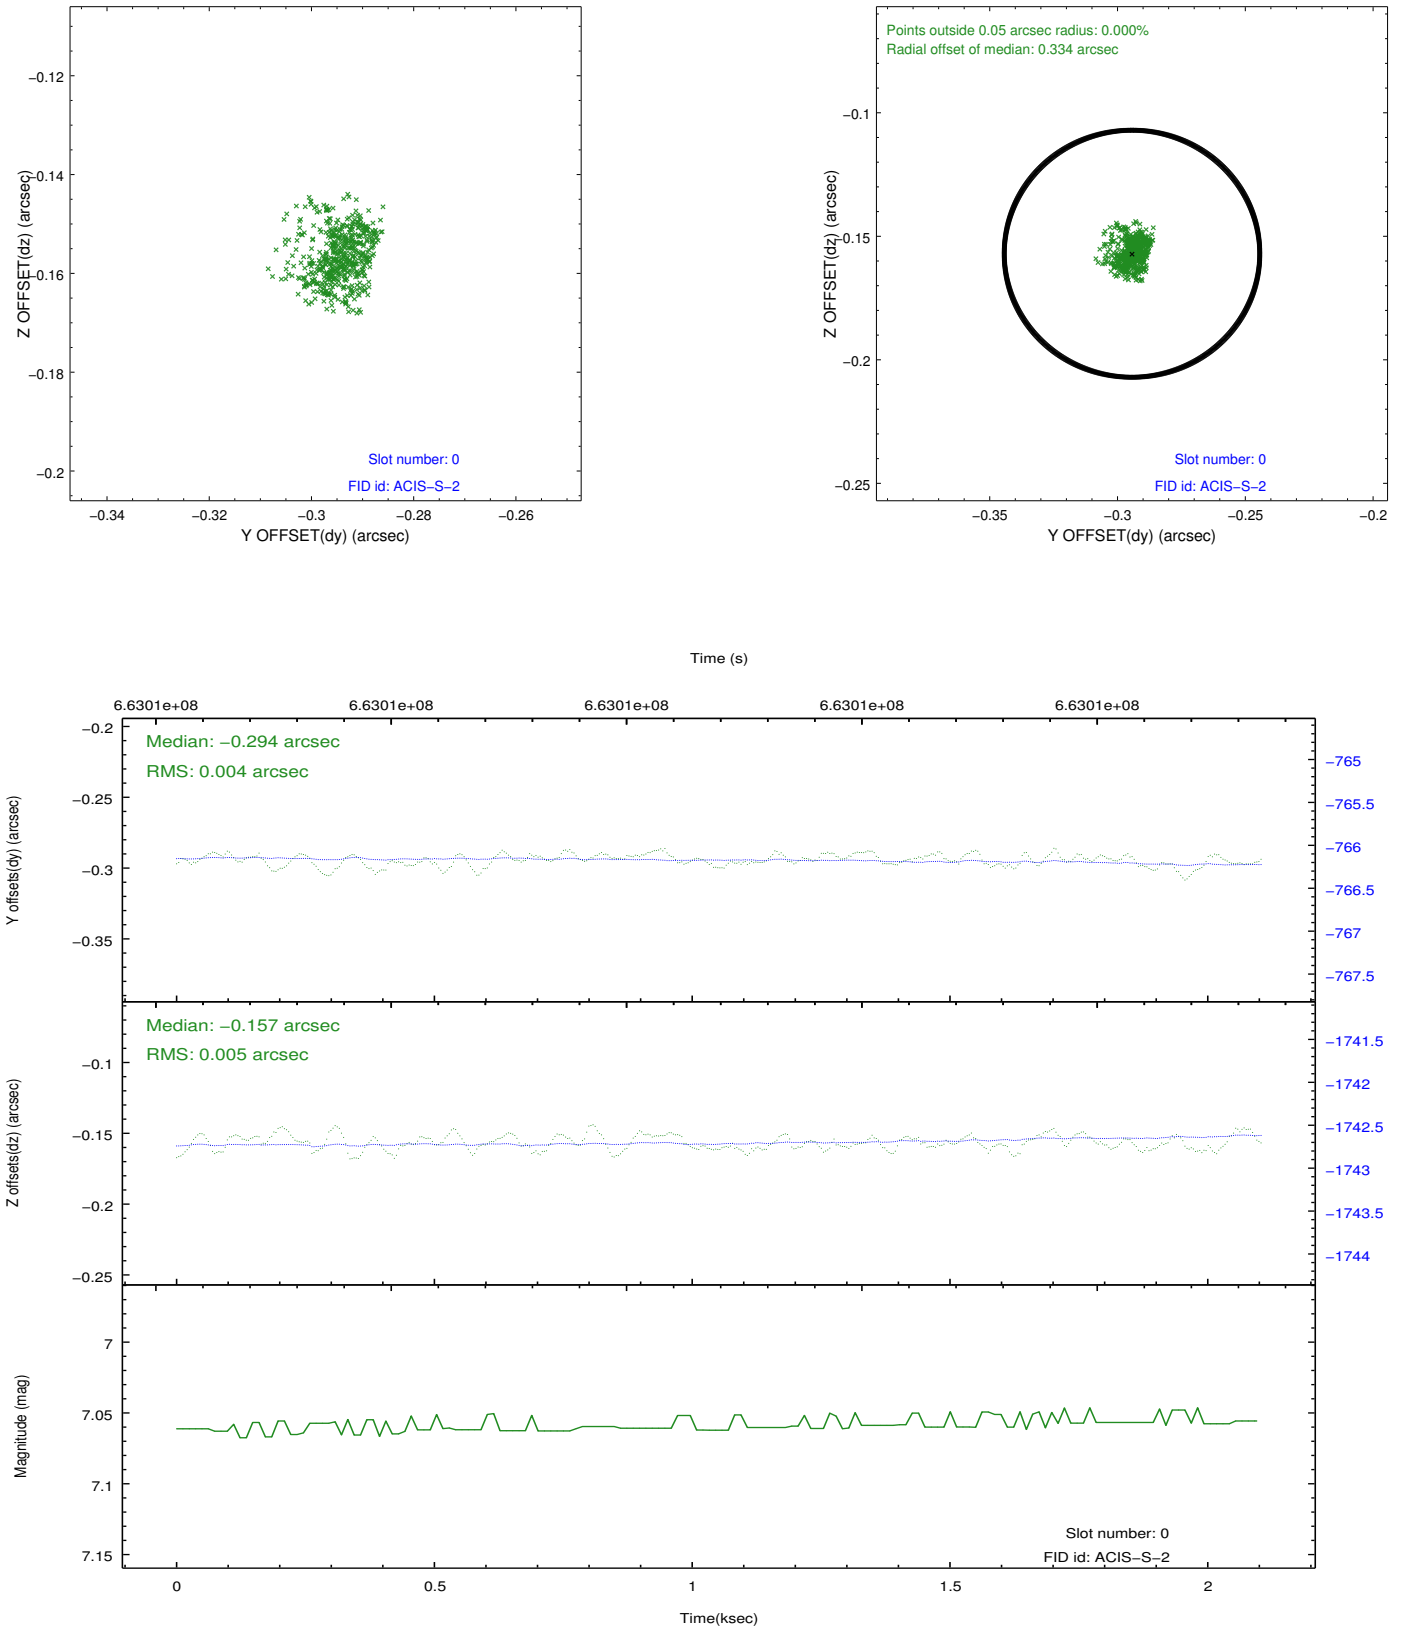 −0.12
−0.14
−0.16
−0.18
−0.2
Z OFFSET(dz) (arcsec)
Slot number: 0
FID id: ACIS−S−2
−0.34
−0.32
−0.3
−0.28
−0.26
Y OFFSET(dy) (arcsec)
Points outside 0.05 arcsec radius: 0.000%
Radial offset of median: 0.334 arcsec
−0.1
−0.15
−0.2
−0.25
Z OFFSET(dz) (arcsec)
Slot number: 0
FID id: ACIS−S−2
−0.35
−0.3
−0.25
−0.2
Y OFFSET(dy) (arcsec)
Time (s)
6.6301e+08
6.6301e+08
6.6301e+08
6.6301e+08
6.6301e+08
Y offsets(dy) (arcsec)
−0.2
−0.25
−0.3
−0.35
Median: −0.294 arcsec
RMS: 0.004 arcsec
−765
−765.5
−766
−766.5
−767
−767.5
Z offsets(dz) (arcsec)
−0.1
−0.15
−0.2
−0.25
Median: −0.157 arcsec
RMS: 0.005 arcsec
−1741.5
−1742
−1742.5
−1743
−1743.5
−1744
Magnitude (mag)
7
7.05
7.1
7.15
Slot number: 0
FID id: ACIS−S−2
0
0.5
1
1.5
2
Time(ksec)